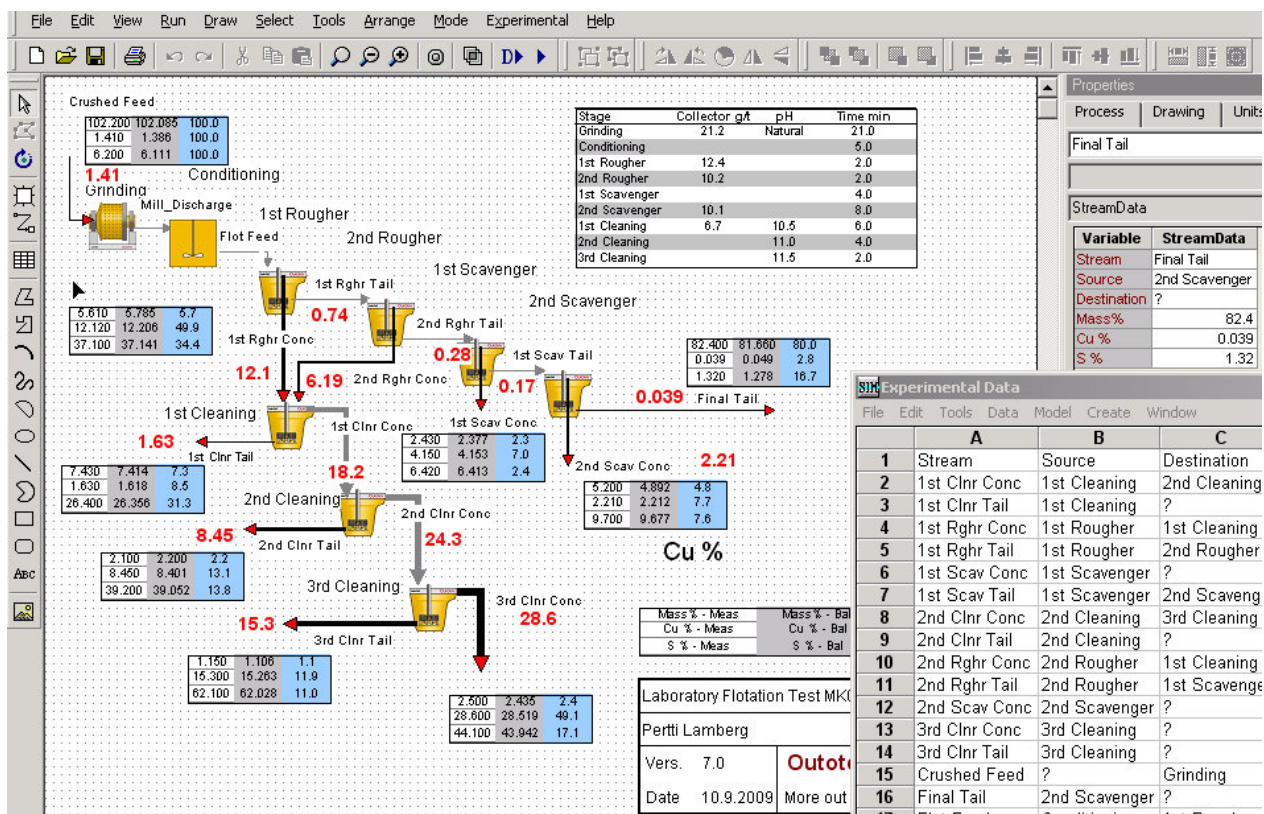 File Edit View Run Draw Select Tools Arrange Mode Experimental Help
D
Crushed Feed
102.200 102.085 100.0
1.410 1.386 100.0
6.200 6.111 100.0
1.41
Grinding
Conditioning
Mill_Discharge
Flot Feed
1st Rougher
2nd Rougher
1st Scavenger
2nd Scavenger
Stage Collector g/t pH Time min
Grinding 21.2 Natural 21.0
Conditioning 5.0
1st Rougher 12.4 2.0
2nd Rougher 10.2 2.0
1st Scavenger 4.0
2nd Scavenger 10.1 8.0
1st Cleaning 6.7 10.5 6.0
2nd Cleaning 11.0 4.0
3rd Cleaning 11.5 2.0
Properties
Process Drawing Units
Final Tail
StreamData
Variable StreamData
Stream Final Tail
Source 2nd Scavenger
Destination ?
Mass% 82.4
Cu % 0.039
S % 1.32
5.610 5.785 5.7
12.120 12.206 49.9
37.100 37.141 34.4
1st Rghr Tail
0.74
2nd Rghr Tail
0.28
1st Scav Tail
0.17
1st Rghr Conc
12.1
6.19
2nd Rghr Conc
82.400 81.660 80.0
0.039 0.049 2.8
1.320 1.278 16.7
0.039
Final Tail
1st Cleaning
1.63
1st Clnr Tail
1st Clnr Conc
18.2
1st Scav Conc
2.430 2.377 2.3
4.150 4.153 7.0
6.420 6.413 2.4
2nd Scav Conc
2.21
5.200 4.892 4.8
2.210 2.212 7.7
9.700 9.677 7.6
7.430 7.414 7.3
1.630 1.618 8.5
26.400 26.356 31.3
2nd Cleaning
8.45
2nd Clnr Tail
2nd Clnr Conc
24.3
Cu %
2.100 2.200 2.2
8.450 8.401 13.1
39.200 39.052 13.8
3rd Cleaning
15.3
3rd Clnr Tail
3rd Clnr Conc
28.6
1.150 1.106 1.1
15.300 15.263 11.9
62.100 62.028 11.0
2.500 2.435 2.4
28.600 28.519 49.1
44.100 43.942 17.1
Mass % - Meas Mass % - Bal
Cu % - Meas Cu % - Bal
S % - Meas S % - Bal
Laboratory Flotation Test MK
Pertti Lamberg
Vers. 7.0 Outot
Date 10.9.2009 More out
Experimental Data
File Edit Tools Data Model Create Window
A B C
1 Stream Source Destination
2 1st Clnr Conc 1st Cleaning 2nd Cleaning
3 1st Clnr Tail 1st Cleaning ?
4 1st Rghr Conc 1st Rougher 1st Cleaning
5 1st Rghr Tail 1st Rougher 2nd Rougher
6 1st Scav Conc 1st Scavenger ?
7 1st Scav Tail 1st Scavenger 2nd Scaveng
8 2nd Clnr Conc 2nd Cleaning 3rd Cleaning
9 2nd Clnr Tail 2nd Cleaning ?
10 2nd Rghr Conc 2nd Rougher 1st Cleaning
11 2nd Rghr Tail 2nd Rougher 1st Scavenge
12 2nd Scav Conc 2nd Scavenger ?
13 3rd Clnr Conc 3rd Cleaning ?
14 3rd Clnr Tail 3rd Cleaning ?
15 Crushed Feed ? Grinding
16 Final Tail 2nd Scavenger ?